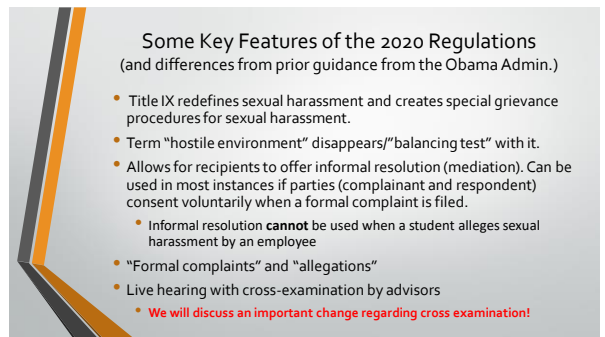 Some Key Features of the 2020 Regulations
(and differences from prior guidance from the Obama Admin.)
• Title IX redefines sexual harassment and creates special grievance
procedures for sexual harassment.
• Term “hostile environment” disappears/”balancing test” with it.
• Allows for recipients to offer informal resolution (mediation). Can be
used in most instances if parties (complainant and respondent)
consent voluntarily when a formal complaint is filed.
• Informal resolution cannot be used when a student alleges sexual
harassment by an employee
• “Formal complaints” and “allegations”
• Live hearing with cross-examination by advisors
• We will discuss an important change regarding cross examination!